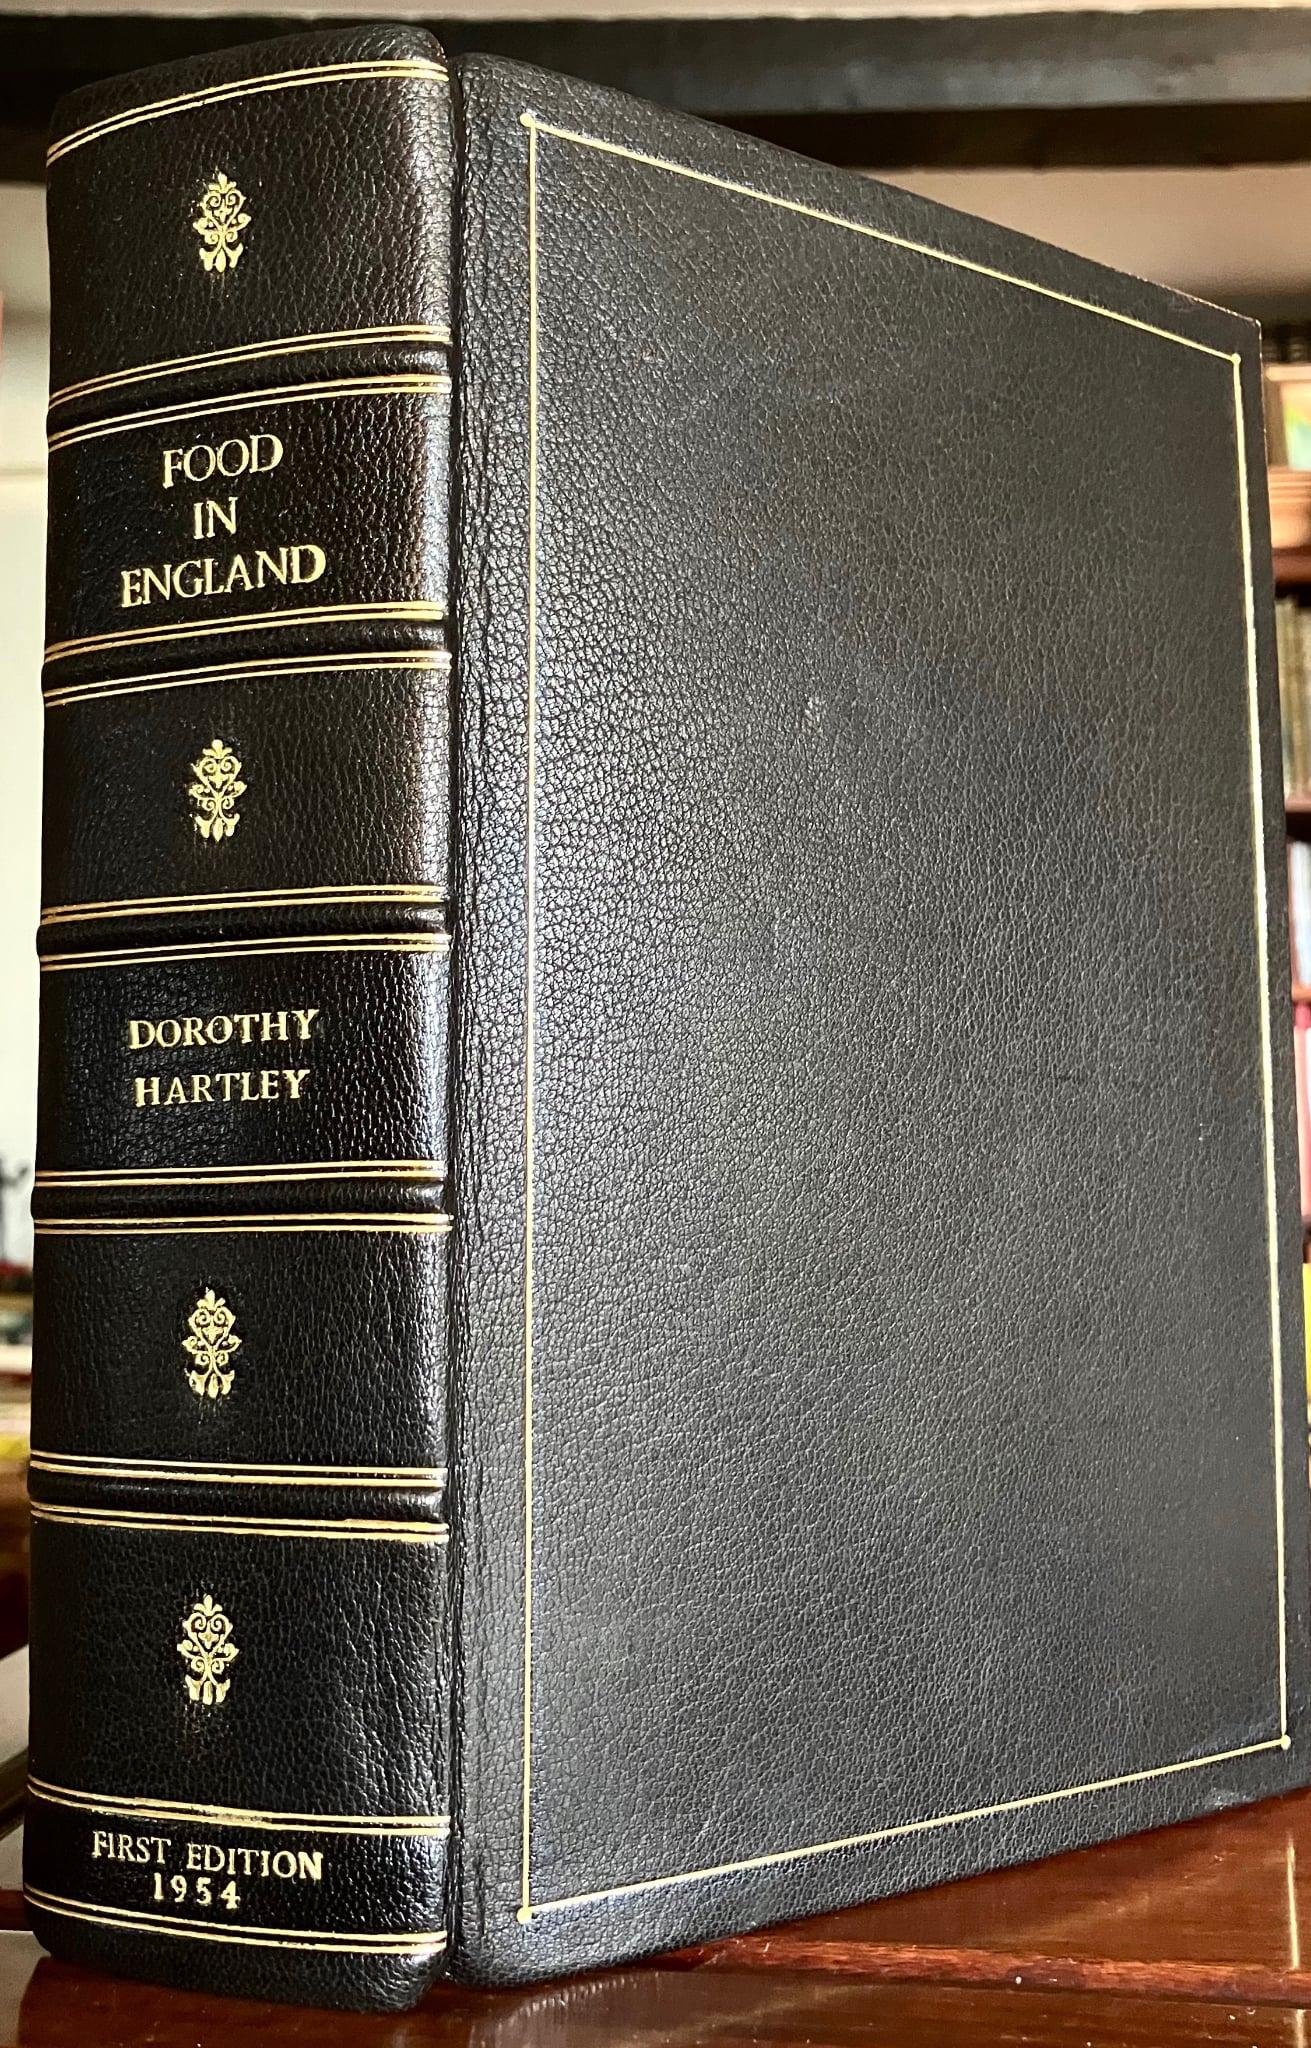 FOOD
IN
ENGLAND
DOROTHY
HARTLEY
FIRST EDITION
1954